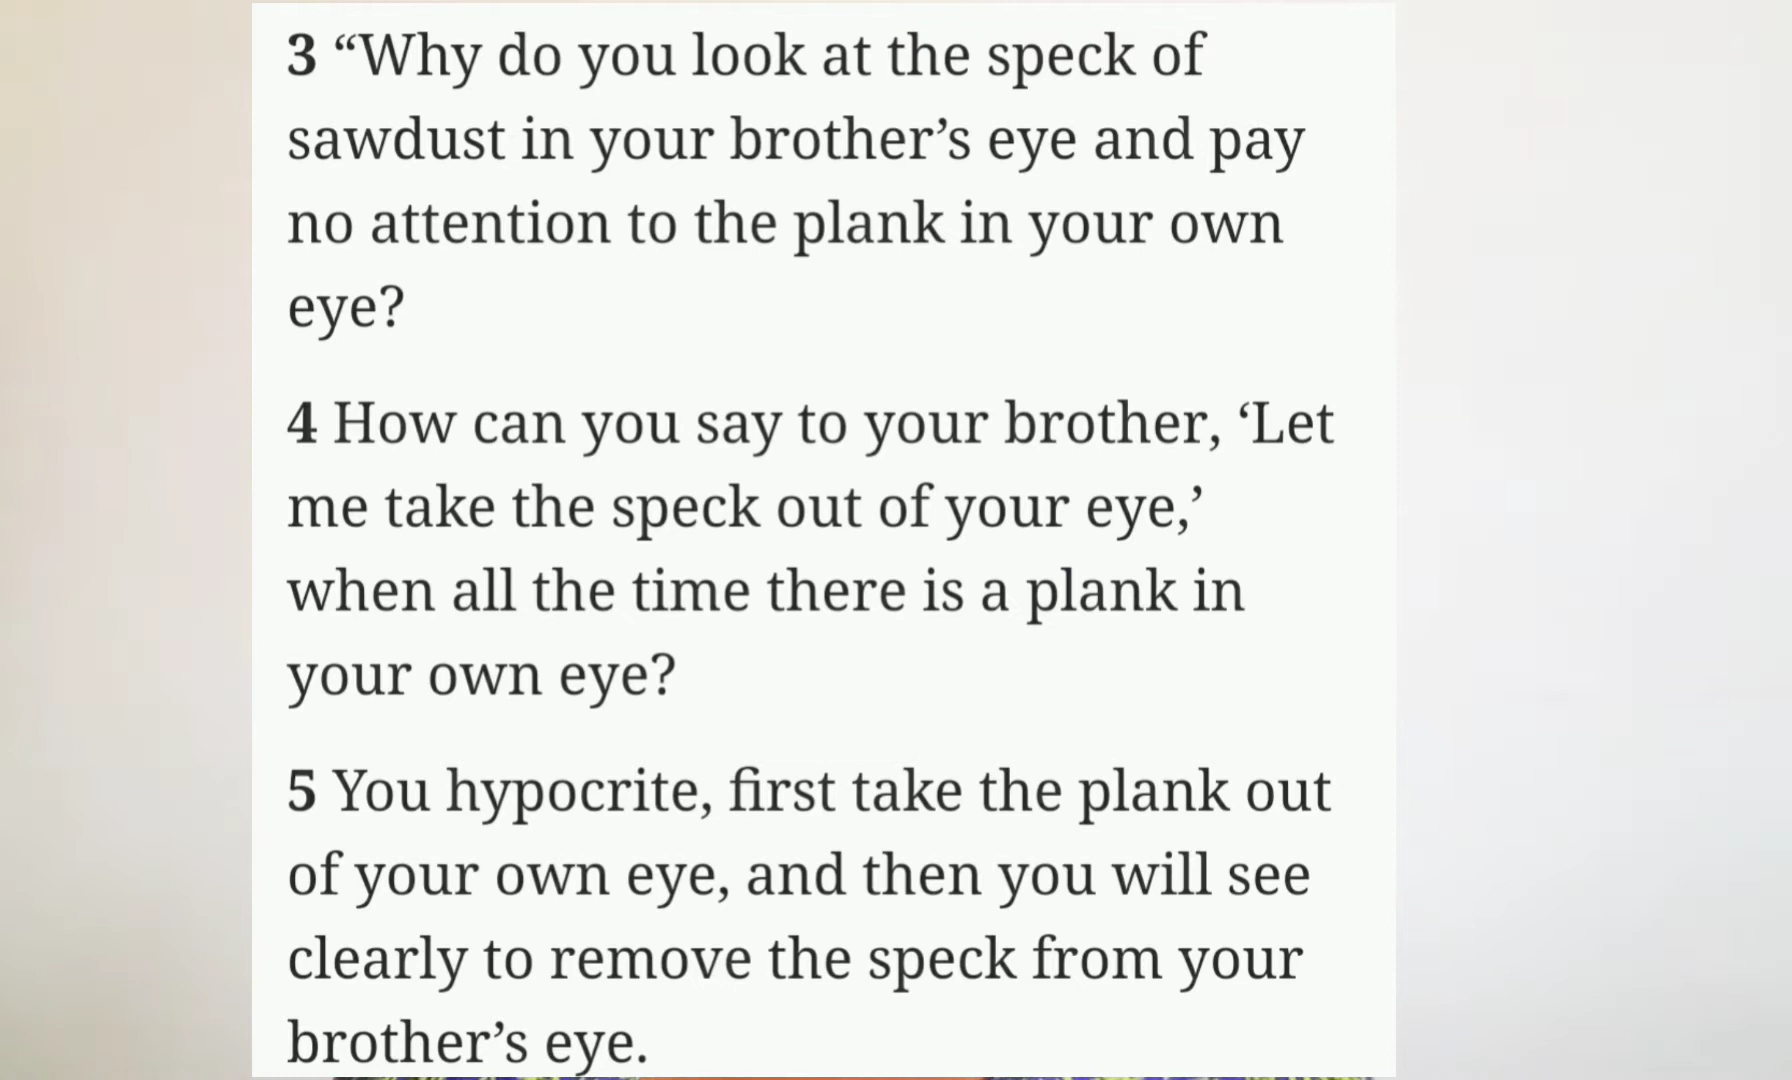 3 “Why do you look at the speck of
sawdust in your brother’s eye and pay
no attention to the plank in your own
eye?
4 How can you say to your brother, ‘Let
me take the speck out of your eye,’
when all the time there is a plank in
your own eye?
5 You hypocrite, first take the plank out
of your own eye, and then you will see
clearly to remove the speck from your
brother’s eye.